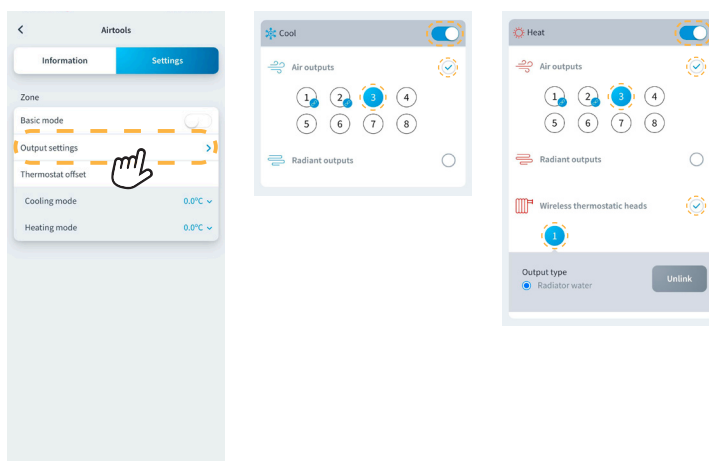 Airtools
Information Settings
Zone
Basic mode
Output settings
Thermostat offset
Cooling mode 0.0°C
Heating mode 0.0°C
Cool
Air outputs
1 2 3 4
5 6 7 8
Radiant outputs
Heat
Air outputs
1 2 3 4
5 6 7 8
Radiant outputs
Wireless thermostatic heads
1
Output type
Radiator water
Unlink